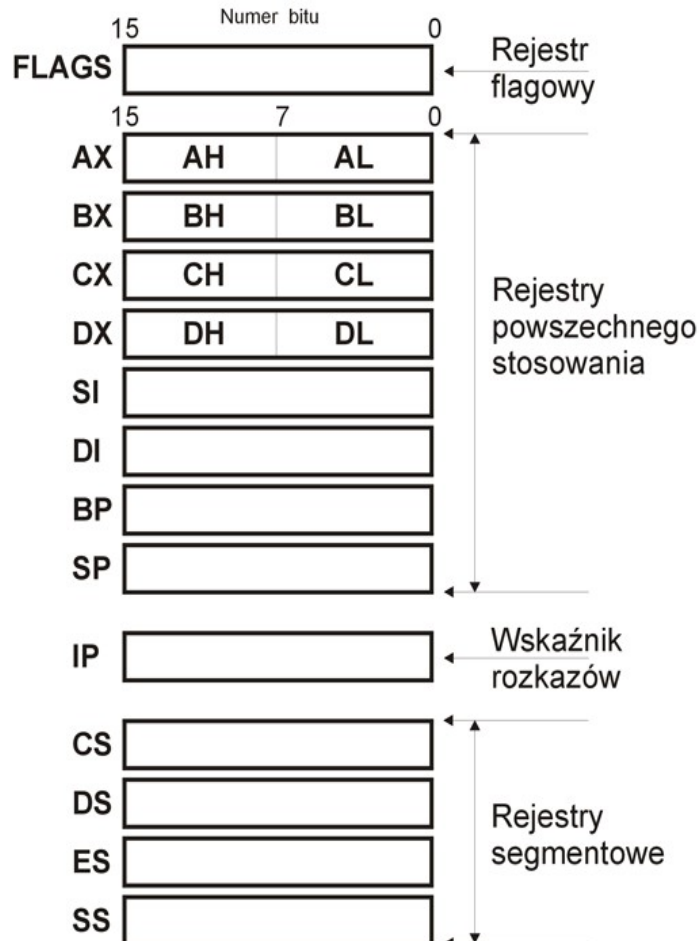 Numer bitu
15 0
FLAGS
Rejestr
flagowy
15 7 0
AX AH AL
BX BH BL
CX CH CL
DX DH DL
SI
DI
BP
SP
Rejestry
powszechnego
stosowania
IP
Wskaźnik
rozkazów
CS
DS
ES
SS
Rejestry
segmentowe